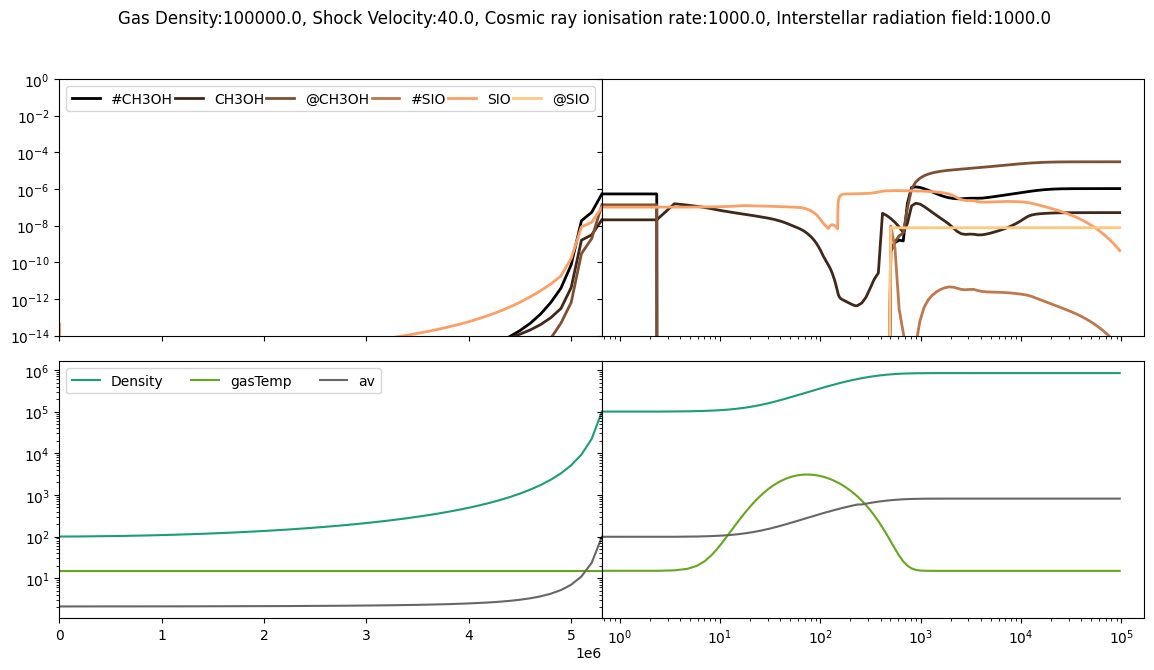 Gas Density:100000.0, Shock Velocity:40.0, Cosmic ray ionisation rate:1000.0, Interstellar radiation field:1000.0
10^0
10^-2
10^-4
10^-6
10^-8
10^-10
10^-12
10^-14
#CH3OH CH3OH @CH3OH #SIO SIO @SIO
10^6
10^5
10^4
10^3
10^2
10^1
Density gasTemp av
0 1 2 3 4 5
1e6
10^0 10^1 10^2 10^3 10^4 10^5